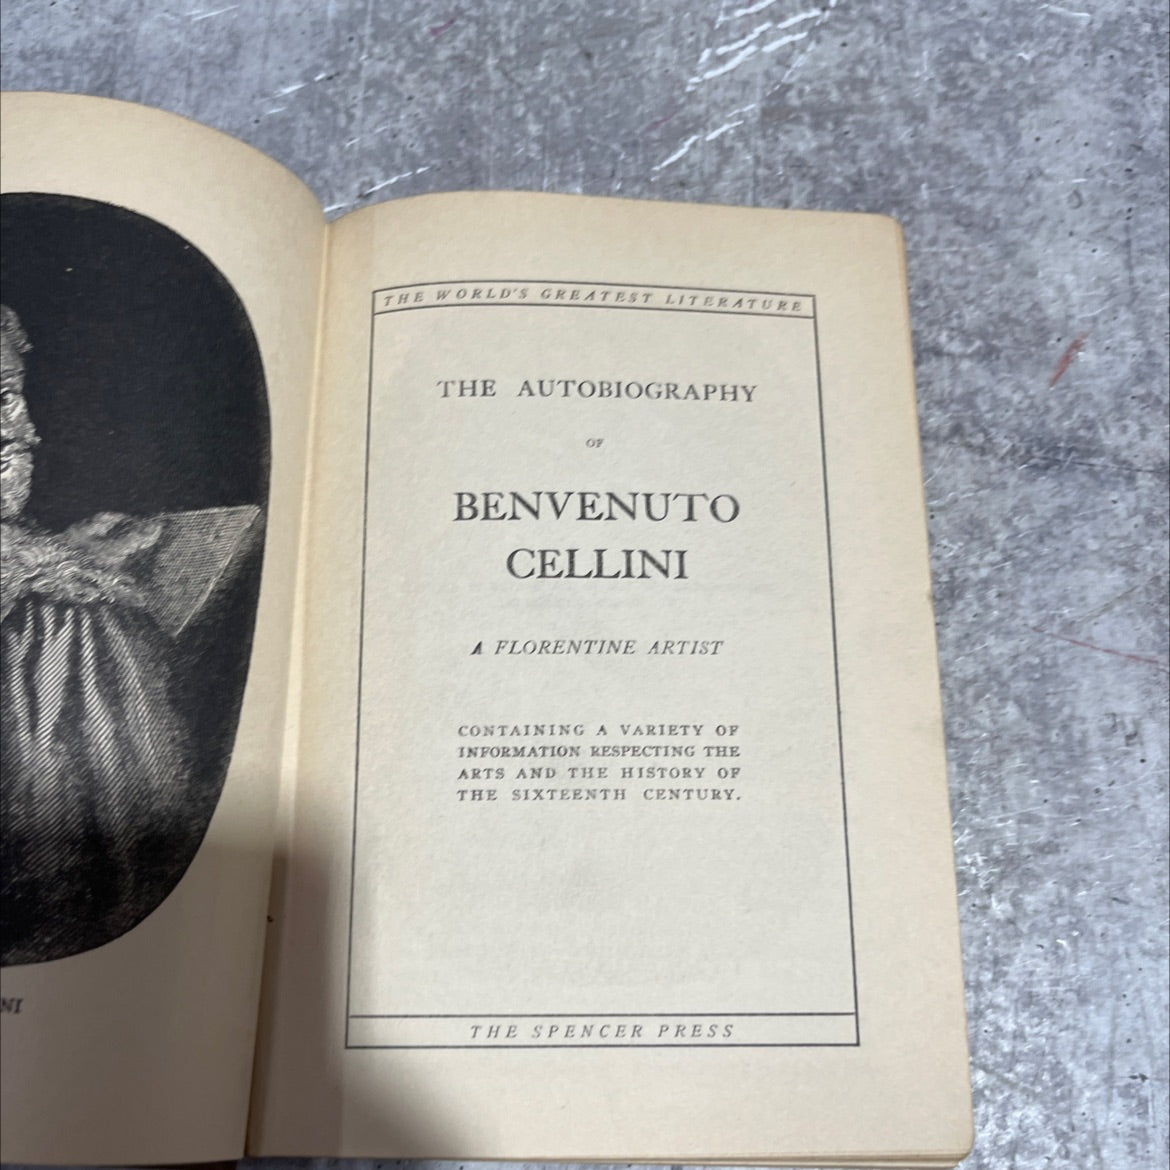 NI
THE WORLD'S GREATEST LITERATURE
THE AUTOBIOGRAPHY
OF
BENVENUTO
CELLINI
A FLORENTINE ARTIST
CONTAINING A VARIETY OF
INFORMATION RESPECTING THE
ARTS AND THE HISTORY OF
THE SIXTEENTH CENTURY.
THE SPENCER PRESS